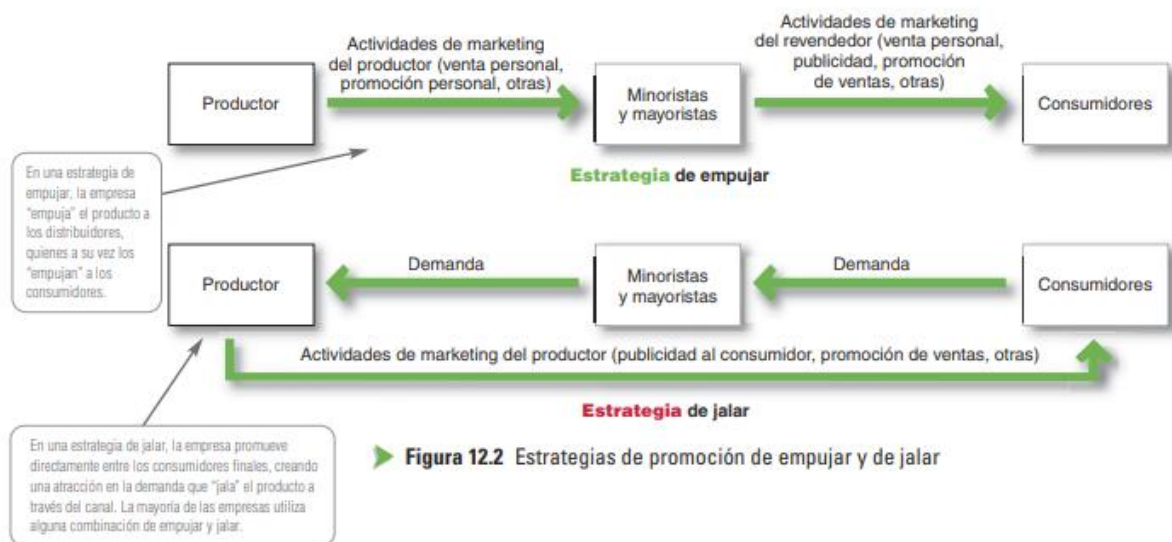 Actividades de marketing
del productor (venta personal,
promoción personal, otras)
Actividades de marketing
del revendedor (venta personal,
publicidad, promoción
de ventas, otras)
Productor
Minoristas
y mayoristas
Consumidores
Estrategia de empujar
En una estrategia de
empujar, la empresa
“empuja” el producto a
los distribuidores,
quienes a su vez los
“empujan” a los
consumidores.
Productor
Demanda
Minoristas
y mayoristas
Demanda
Consumidores
Actividades de marketing del productor (publicidad al consumidor, promoción de ventas, otras)
Estrategia de jalar
En una estrategia de jalar, la empresa promueve
directamente entre los consumidores finales, creando
una atracción en la demanda que “jala” el producto a
través del canal. La mayoría de las empresas utiliza
alguna combinación de empujar y jalar.
Figura 12.2 Estrategias de promoción de empujar y de jalar